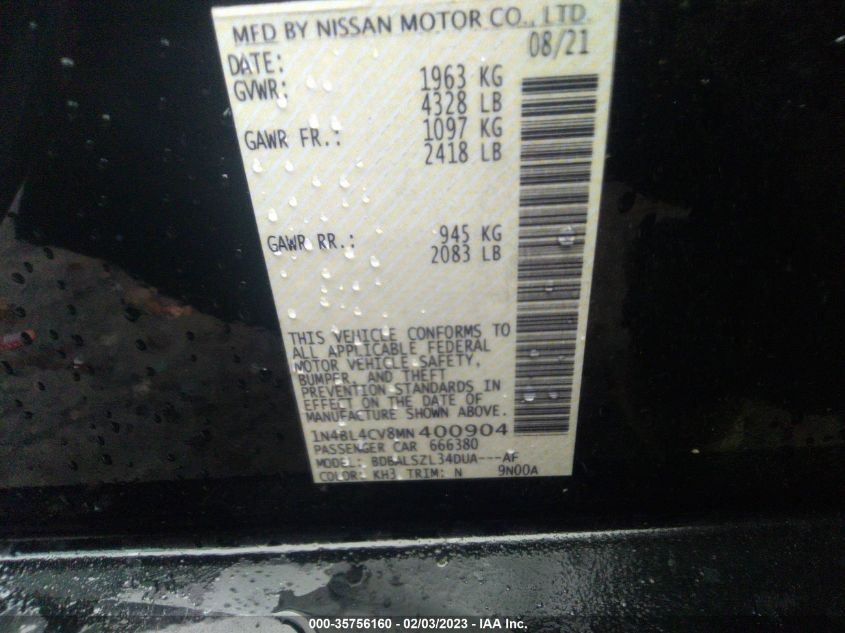 MFD BY NISSAN MOTOR CO., LTD.
DATE: 08/21
GVWR: 1963 KG
4328 LB
GAWR FR.: 1097 KG
2418 LB
GAWR RR.: 945 KG
2083 LB
THIS VEHICLE CONFORMS TO
ALL APPLICABLE FEDERAL
MOTOR VEHICLE SAFETY,
BUMPER, AND THEFT
PREVENTION STANDARDS IN
EFFECT ON THE DATE OF
MANUFACTURE SHOWN ABOVE.
1N4BL4CV8MN400904
PASSENGER CAR 666380
MODEL: BDBALSZL34DUA---AF
COLOR: KH3 TRIM: N 9N00A
000-35756160 - 02/03/2023 - IAA Inc.